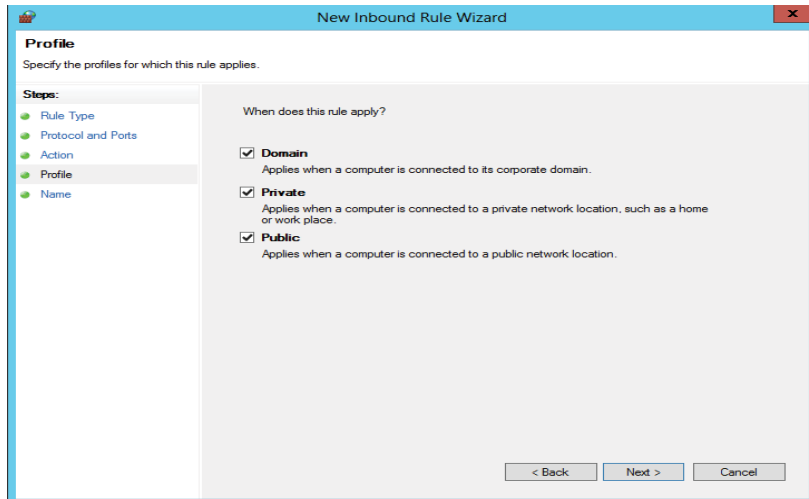 New Inbound Rule Wizard
x
Profile
Specify the profiles for which this rule applies.
Steps:
Rule Type
Protocol and Ports
Action
Profile
Name
When does this rule apply?
Domain
Applies when a computer is connected to its corporate domain.
Private
Applies when a computer is connected to a private network location, such as a home
or work place.
Public
Applies when a computer is connected to a public network location.
< Back
Next >
Cancel